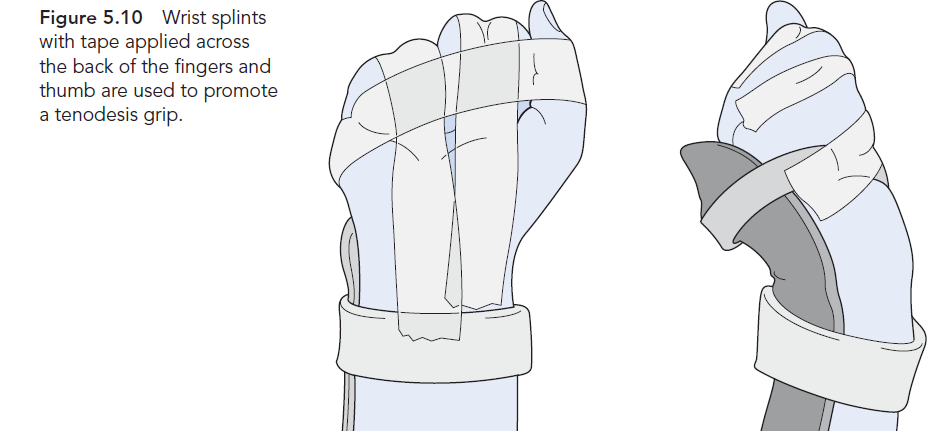 Figure 5.10 Wrist splints
with tape applied across
the back of the fingers and
thumb are used to promote
a tenodesis grip.